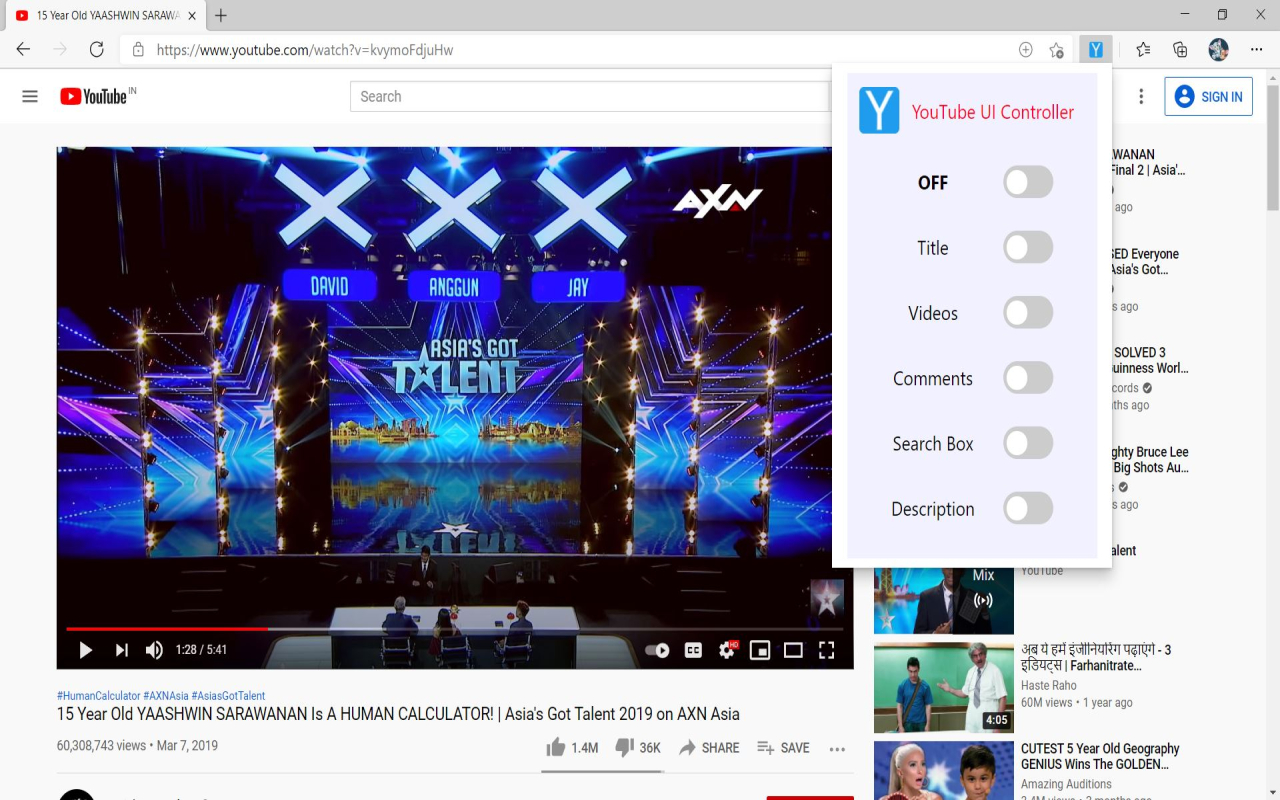 15 Year Old YAASHWIN SARAWA
https://www.youtube.com/watch?v=kvymoFdjuHw
YouTube IN
Search
SIGN IN
Y
YouTube UI Controller
OFF
Title
Videos
Comments
Search Box
Description
AXN
DAVID
ANGGUN
JAY
ASIA'S GOT
TALENT
1:28 / 5:41
CC
HD
#HumanCalculator #AXNAsia #AsiasGotTalent
15 Year Old YAASHWIN SARAWANAN Is A HUMAN CALCULATOR! | Asia's Got Talent 2019 on AXN Asia
60,308,743 views • Mar 7, 2019
1.4M
36K
SHARE
SAVE
WANAN
Final 2 | Asia'...
ago
SED Everyone
Asia's Got...
s ago
SOLVED 3
Guinness Worl...
cords
ths ago
ghty Bruce Lee
Big Shots Au...
s
s ago
alent
YouTube
Mix
अब ये हमें इंजीनियरिंग पढ़ाएंगे - 3
इडियट्स | Farhanitrate...
Haste Raho
60M views • 1 year ago
4:05
CUTEST 5 Year Old Geography
GENIUS Wins The GOLDEN...
Amazing Auditions